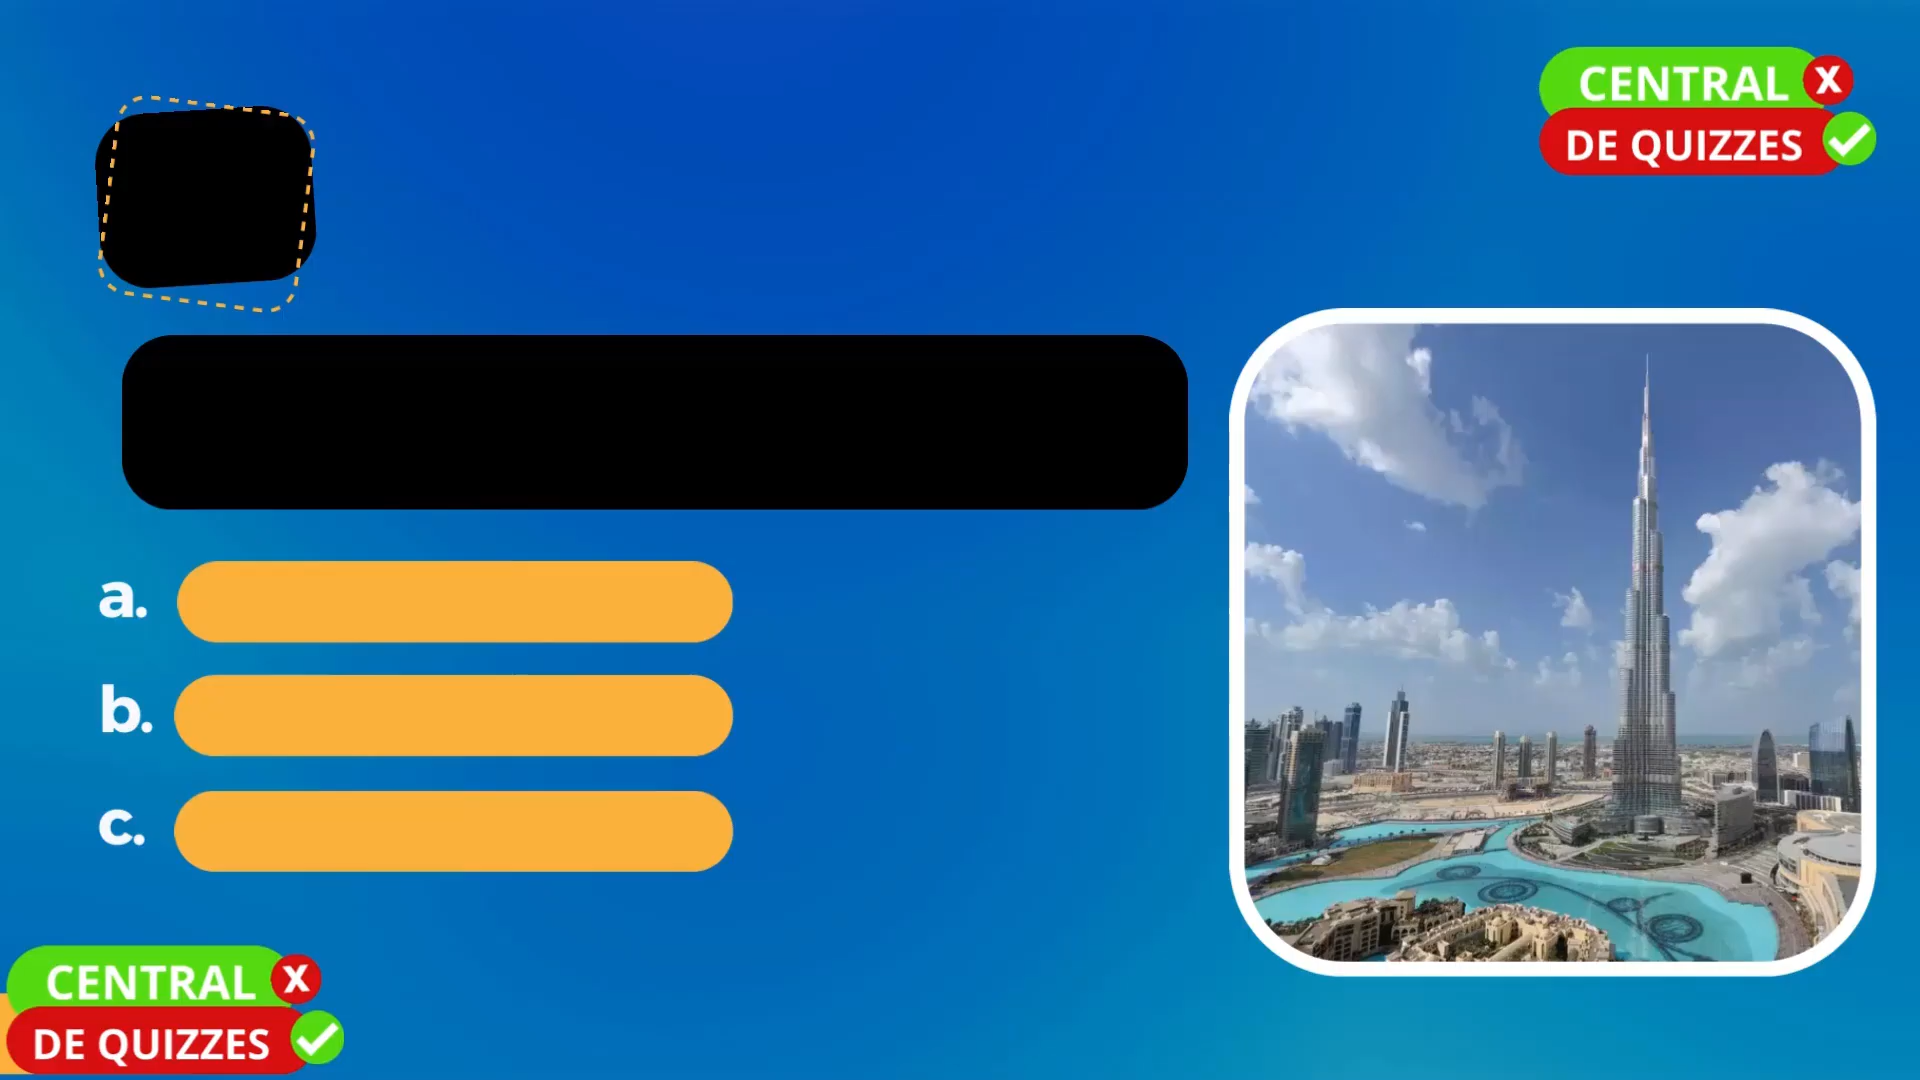 CENTRAL X
DE QUIZZES
a.
b.
c.
CENTRAL X
DE QUIZZES